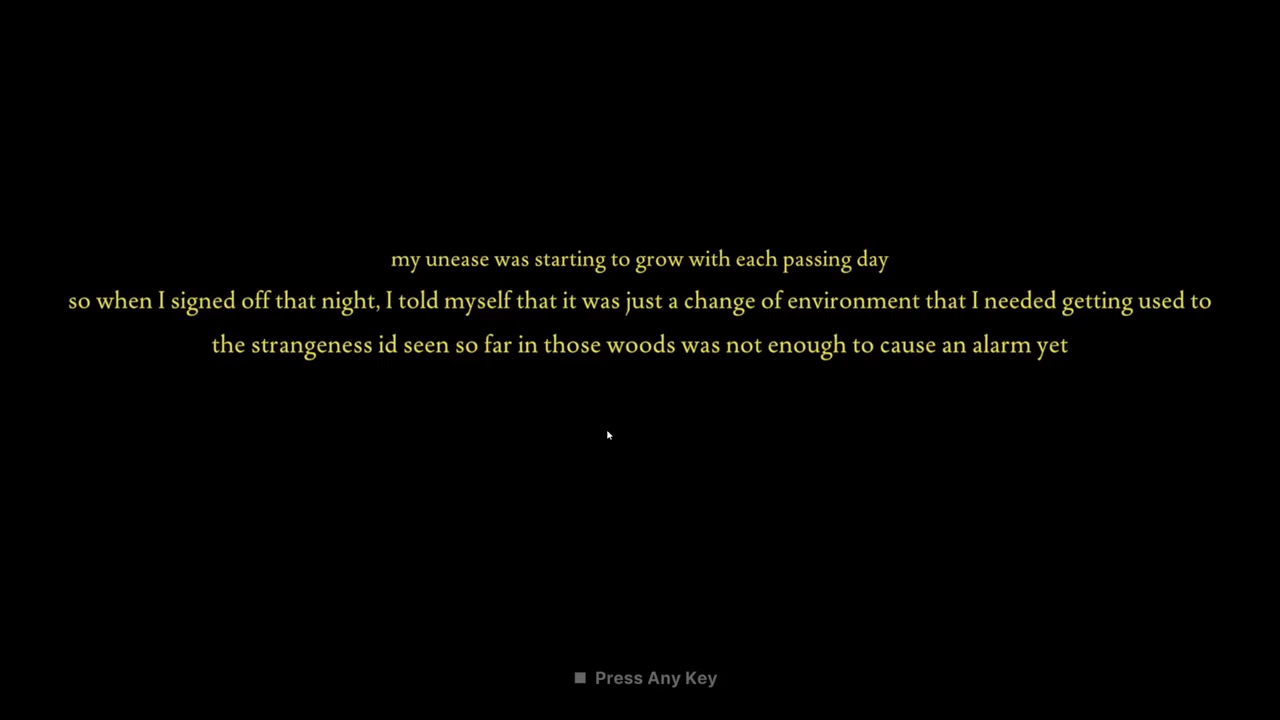 my unease was starting to grow with each passing day
so when I signed off that night, I told myself that it was just a change of environment that I needed getting used to
the strangeness id seen so far in those woods was not enough to cause an alarm yet
Press Any Key